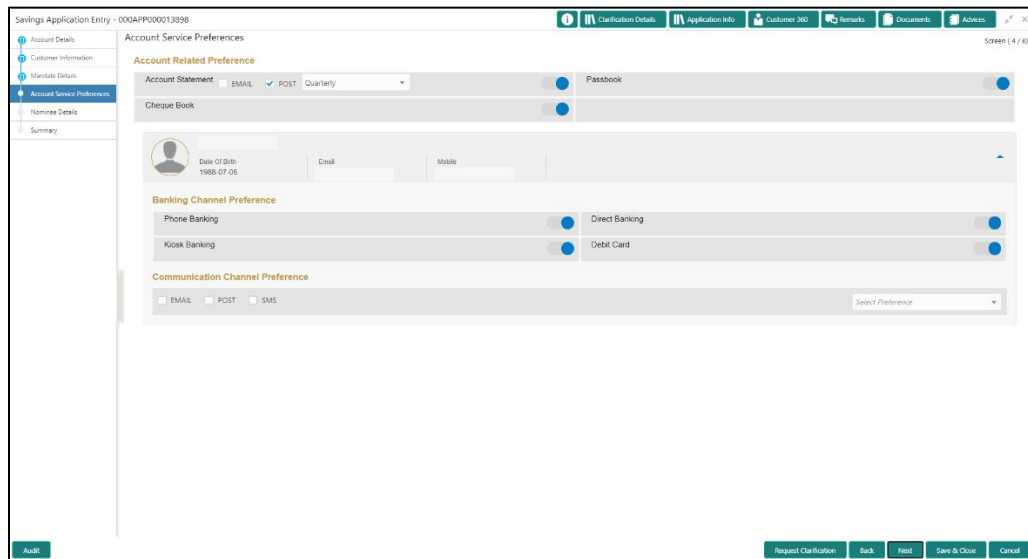 Savings Application Entry - 000APP000013898
Clarification Details
Application Info
Customer 360
Remarks
Documents
Advices
Account Details
Customer Information
Mandate Details
Account Service Preferences
Nominee Details
Summary
Account Service Preferences
Screen ( 4 / 6)
Account Related Preference
Account Statement EMAIL POST Quarterly
Passbook
Cheque Book
Date Of Birth Email Mobile
1988-07-06
Banking Channel Preference
Phone Banking Direct Banking
Kiosk Banking Debit Card
Communication Channel Preference
EMAIL POST SMS Select Preference
Audit Request Clarification Back Next Save & Close Cancel